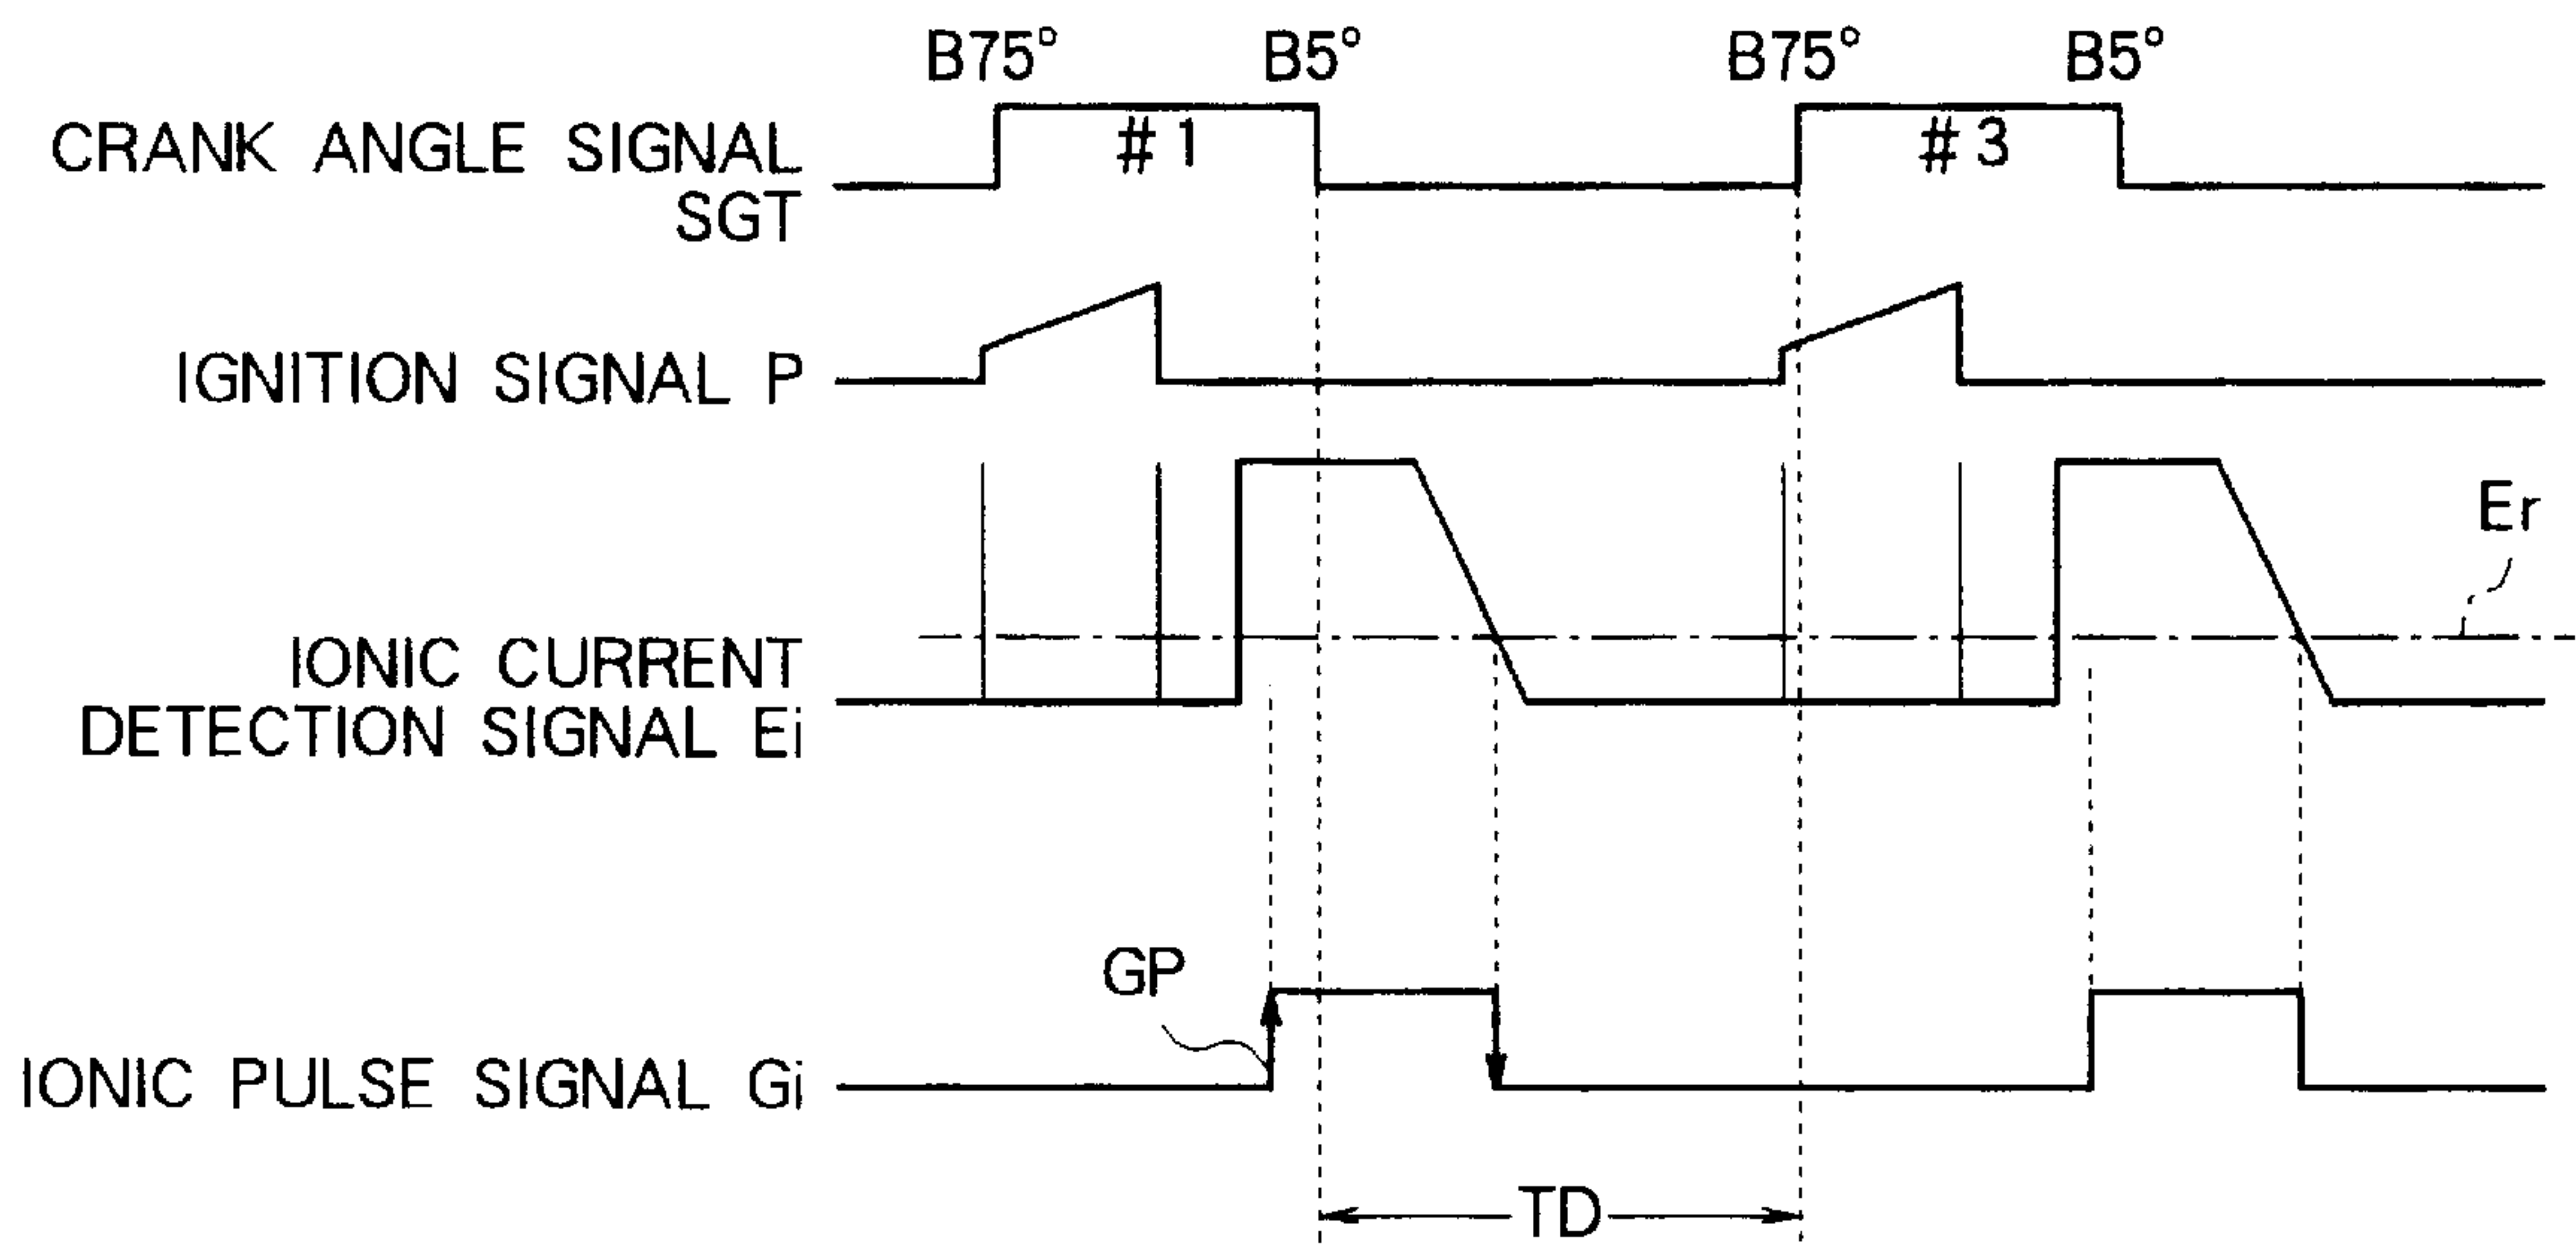 B75° B5° B75° B5°
CRANK ANGLE SIGNAL
SGT
#1 #3
IGNITION SIGNAL P
Er
IONIC CURRENT
DETECTION SIGNAL Ei
GP
IONIC PULSE SIGNAL Gi
TD